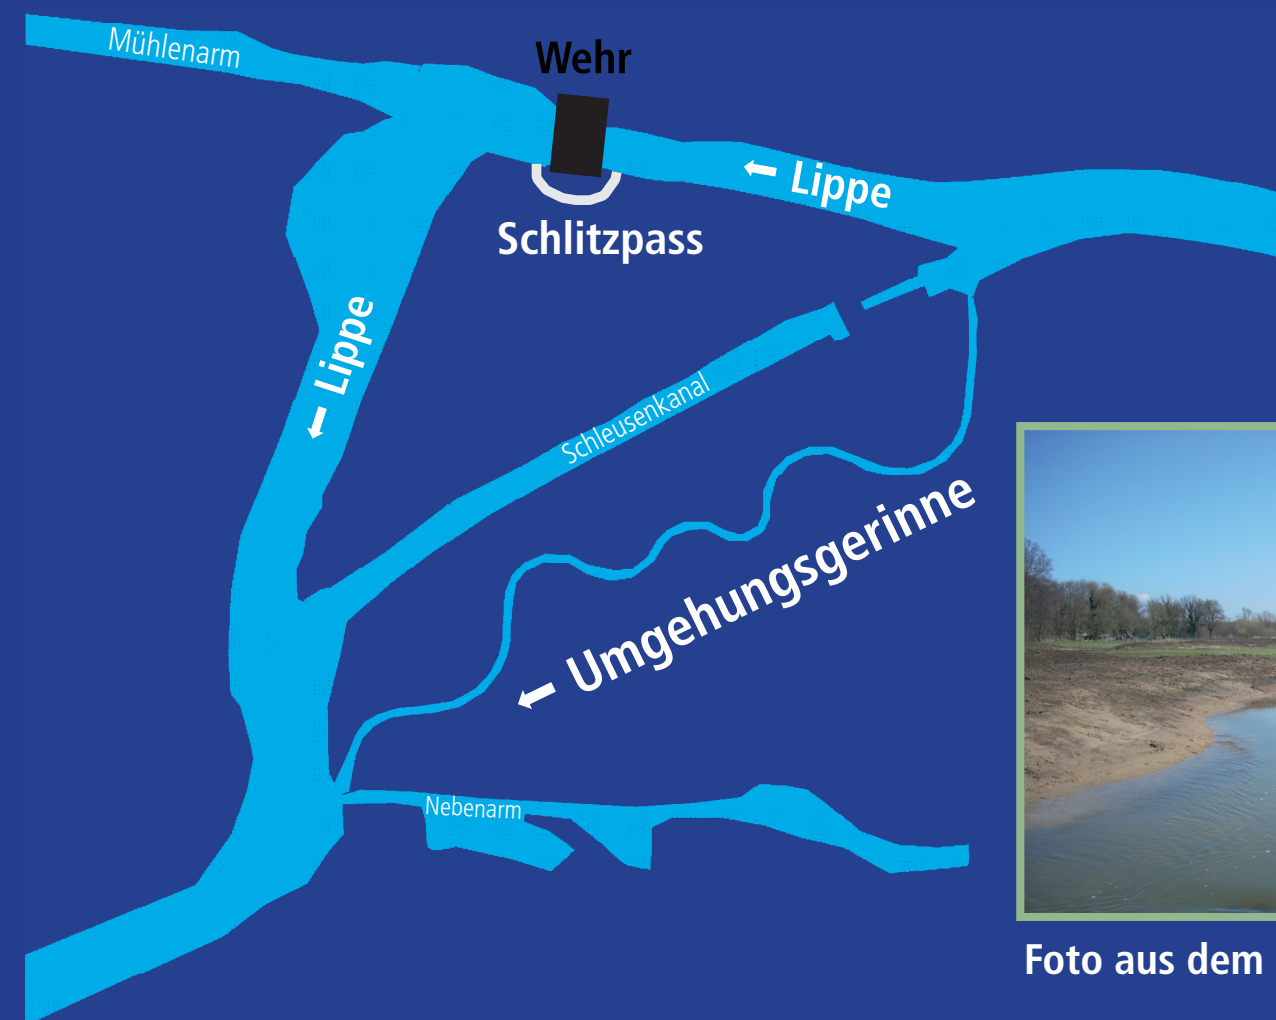 Mühlenarm
Wehr
Lippe
Schlitzpass
Lippe
Schleusenkanal
Umgehungsgerinne
Nebenarm
Foto aus dem